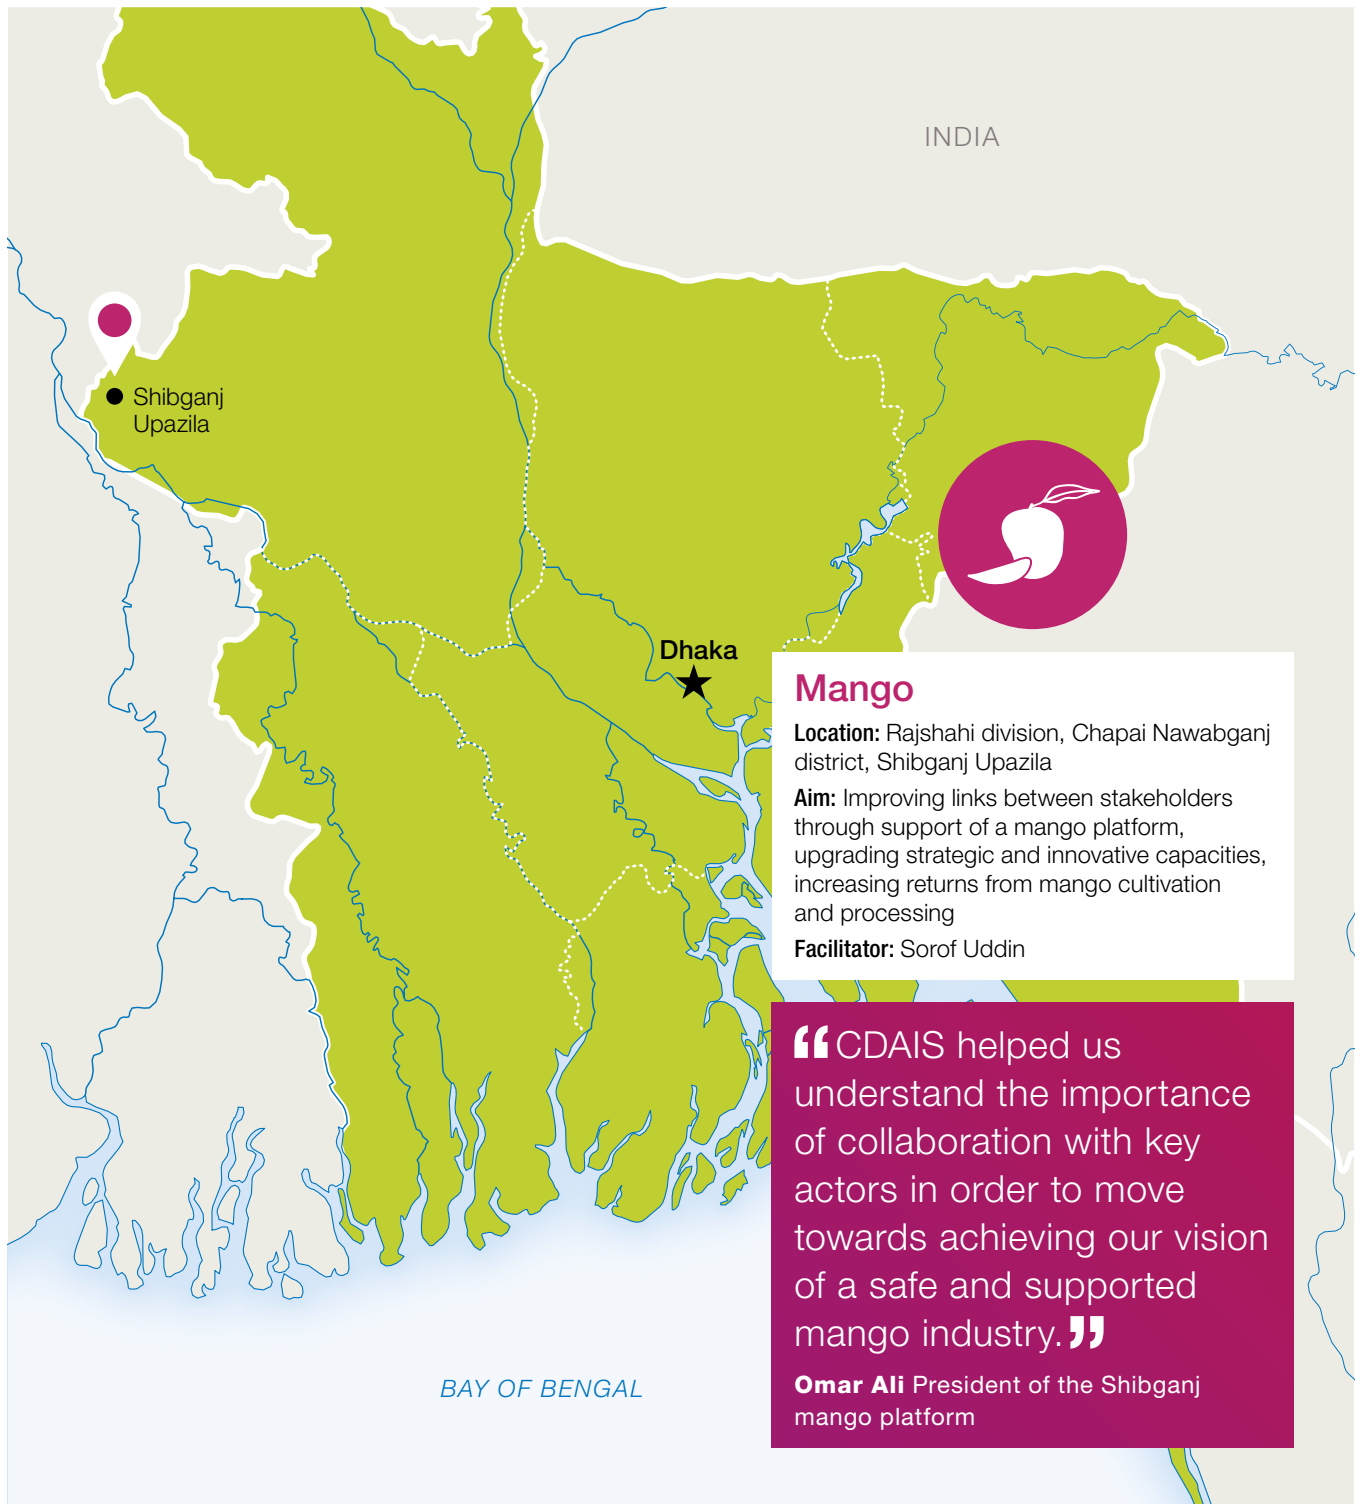 INDIA
Shibganj
Upazila
Dhaka
Mango
Location: Rajshahi division, Chapai Nawabganj
district, Shibganj Upazila
Aim: Improving links between stakeholders
through support of a mango platform,
upgrading strategic and innovative capacities,
increasing returns from mango cultivation
and processing
Facilitator: Sorof Uddin
“CDAIS helped us
understand the importance
of collaboration with key
actors in order to move
towards achieving our vision
of a safe and supported
mango industry.”
Omar Ali President of the Shibganj
mango platform
BAY OF BENGAL